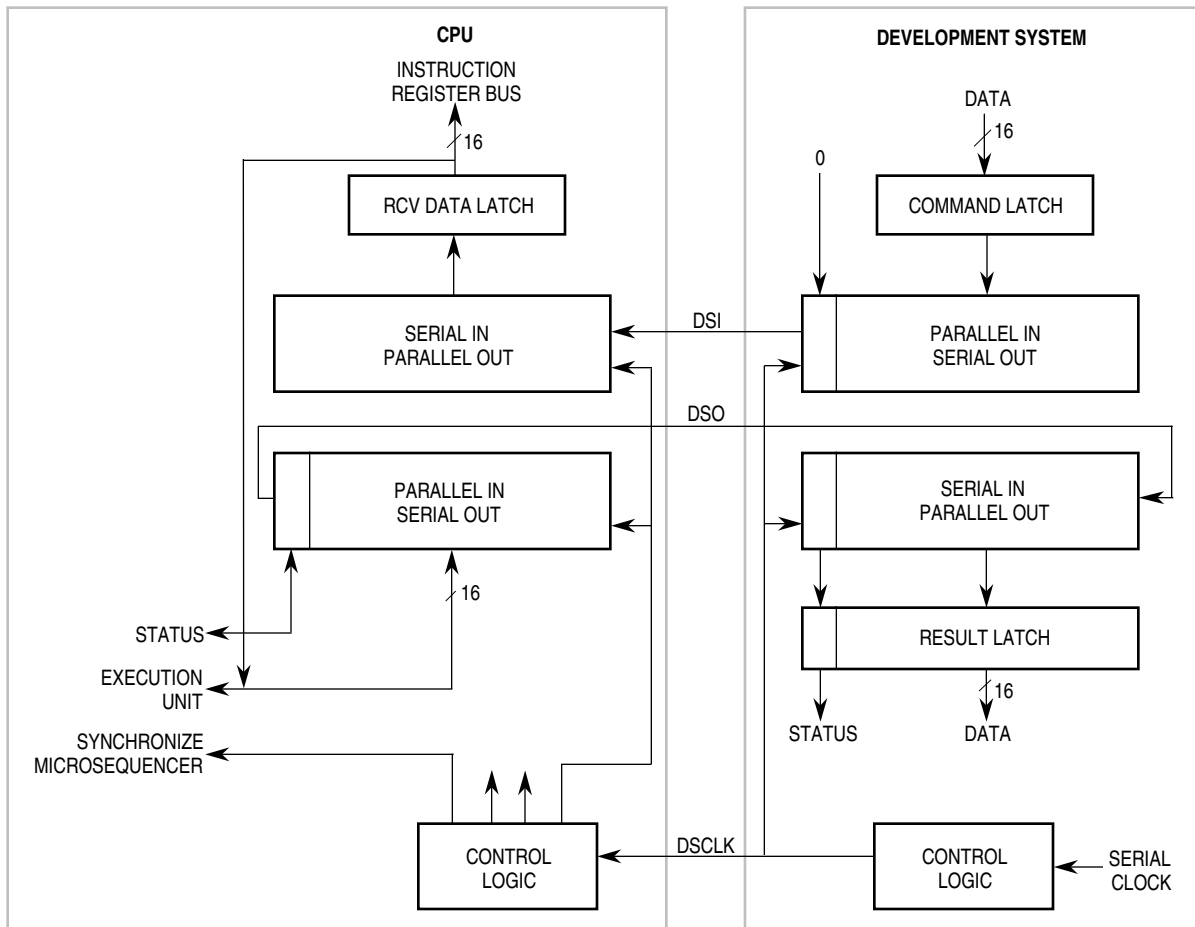 CPU
INSTRUCTION
REGISTER BUS
16
RCV DATA LATCH
SERIAL IN
PARALLEL OUT
PARALLEL IN
SERIAL OUT
16
STATUS
EXECUTION
UNIT
SYNCHRONIZE
MICROSEQUENCER
CONTROL
LOGIC
DSI
DSO
DSCLK
DEVELOPMENT SYSTEM
DATA
16
0
COMMAND LATCH
PARALLEL IN
SERIAL OUT
SERIAL IN
PARALLEL OUT
RESULT LATCH
16
STATUS
DATA
CONTROL
LOGIC
SERIAL
CLOCK